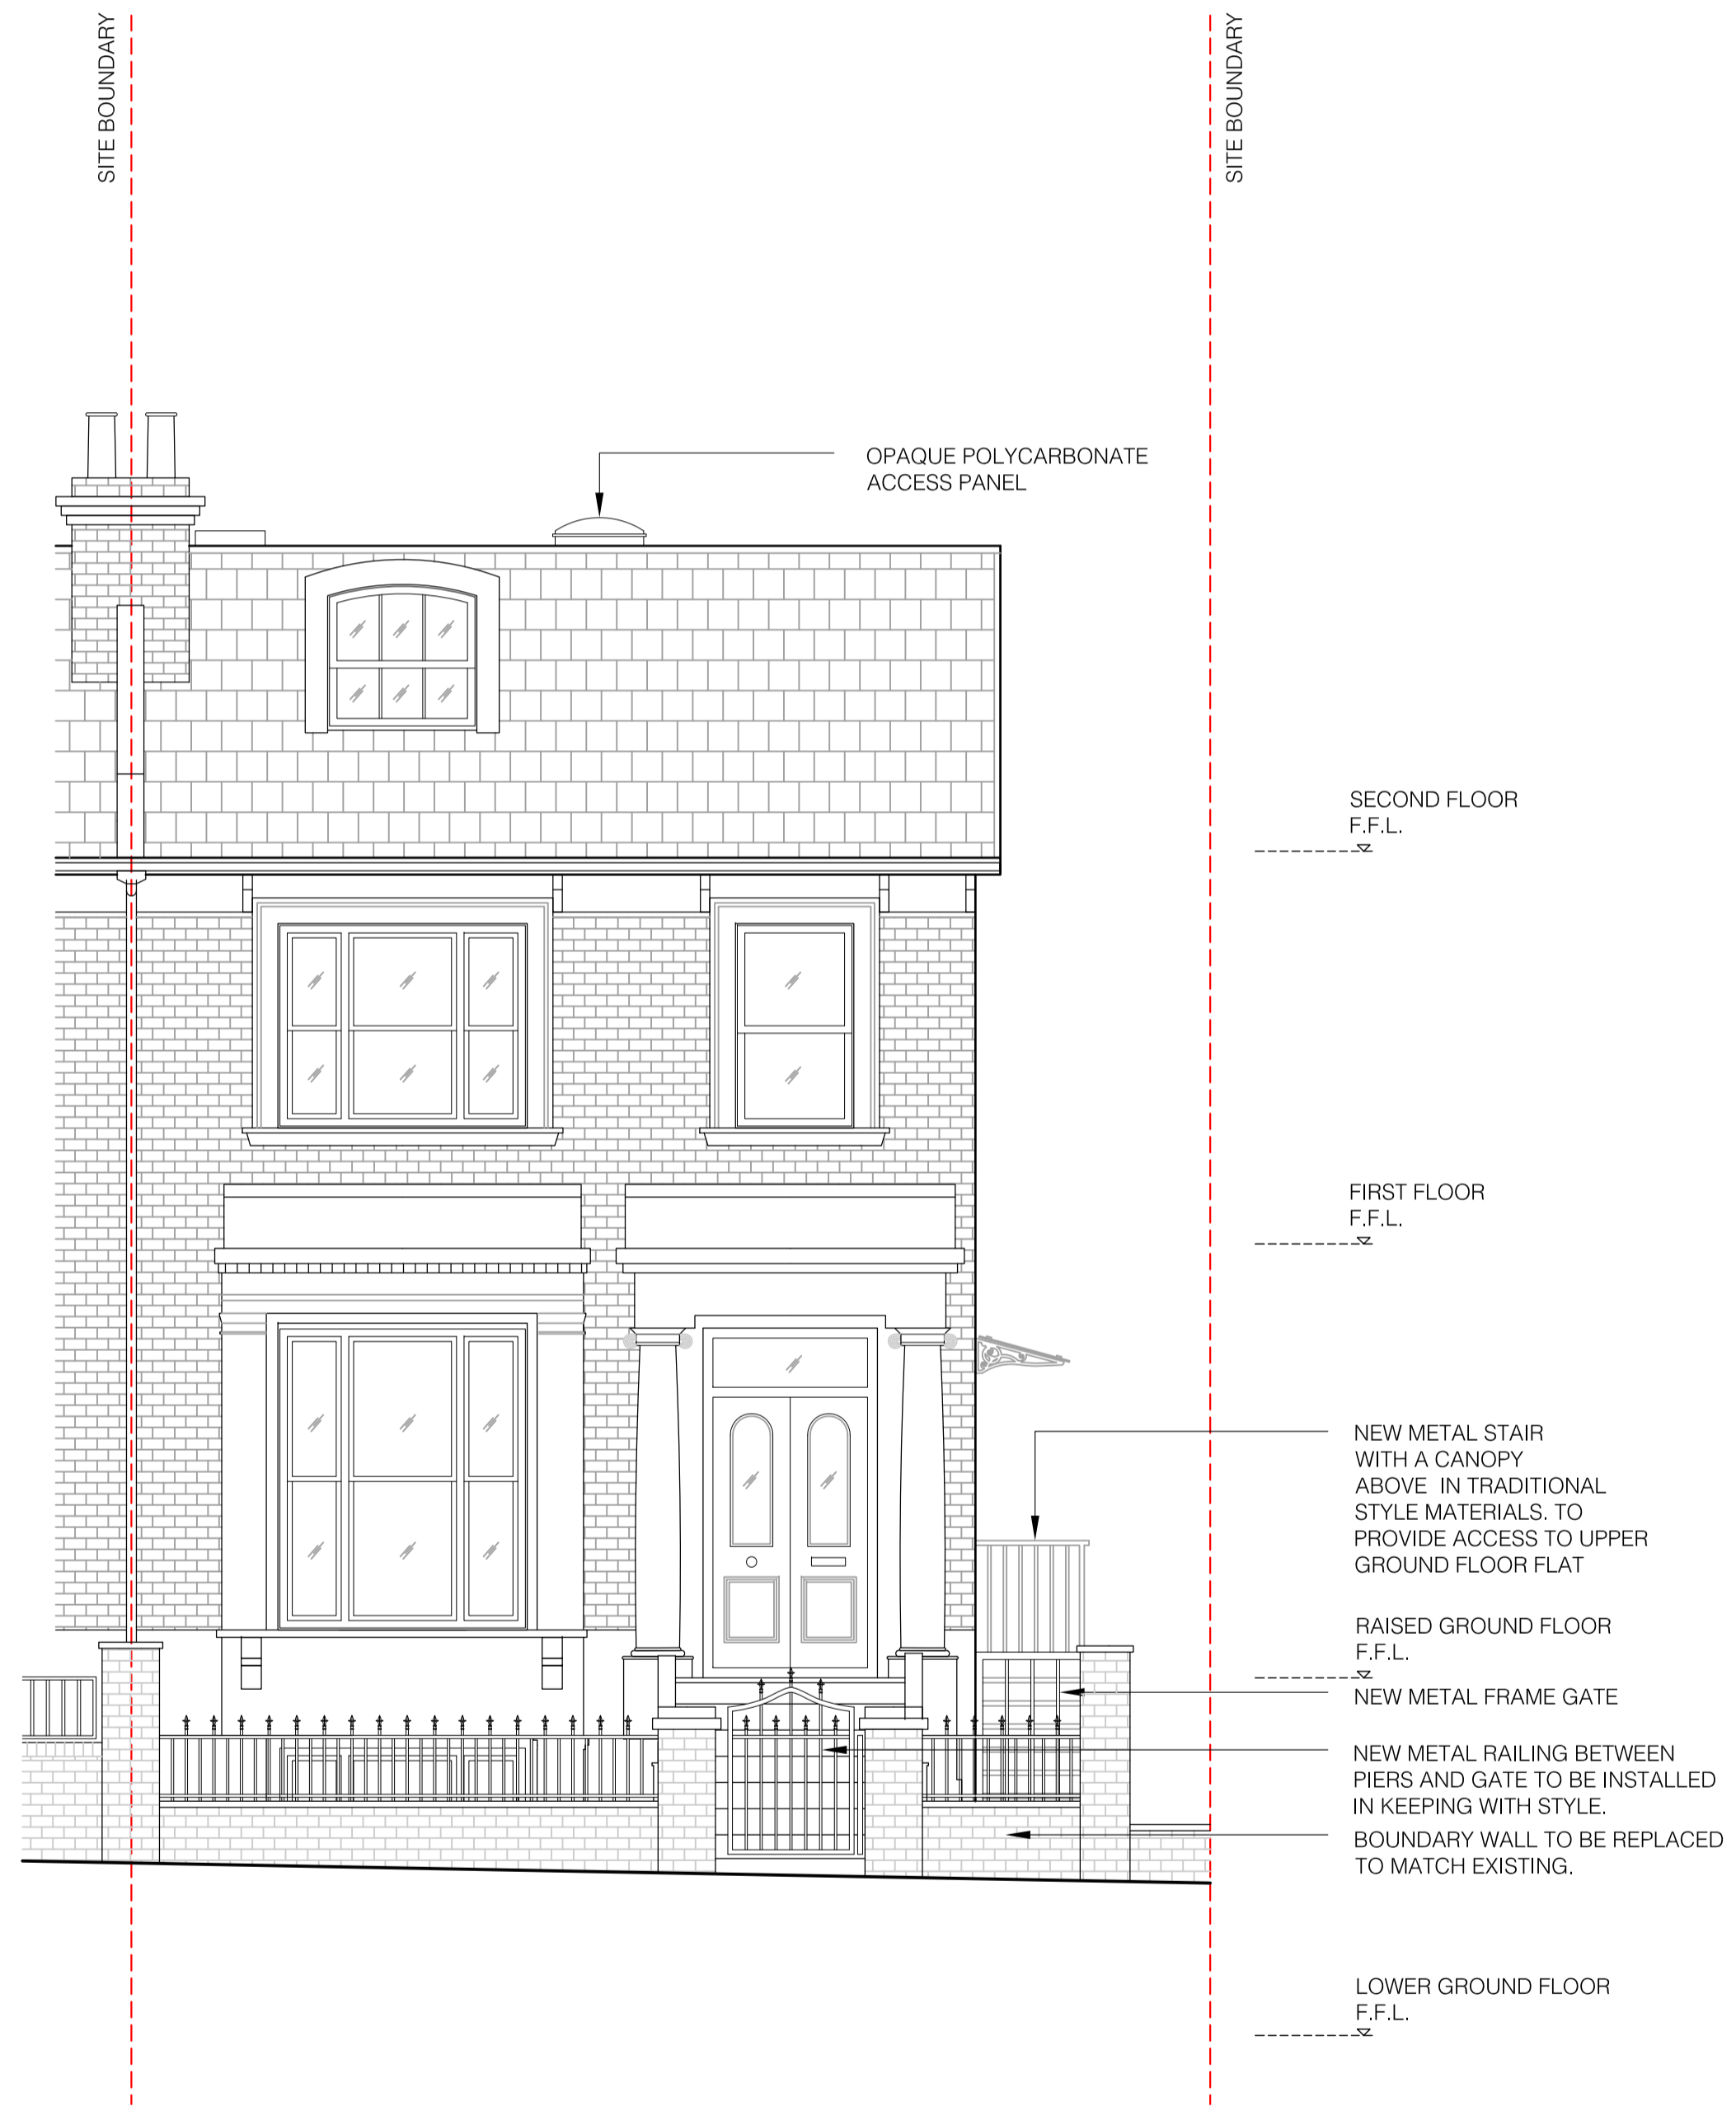 SITE BOUNDARY
SITE BOUNDARY
OPAQUE POLYCARBONATE
ACCESS PANEL
SECOND FLOOR
F.F.L.
FIRST FLOOR
F.F.L.
NEW METAL STAIR
WITH A CANOPY
ABOVE IN TRADITIONAL
STYLE MATERIALS. TO
PROVIDE ACCESS TO UPPER
GROUND FLOOR FLAT
RAISED GROUND FLOOR
F.F.L.
NEW METAL FRAME GATE
NEW METAL RAILING BETWEEN
PIERS AND GATE TO BE INSTALLED
IN KEEPING WITH STYLE.
BOUNDARY WALL TO BE REPLACED
TO MATCH EXISTING.
LOWER GROUND FLOOR
F.F.L.